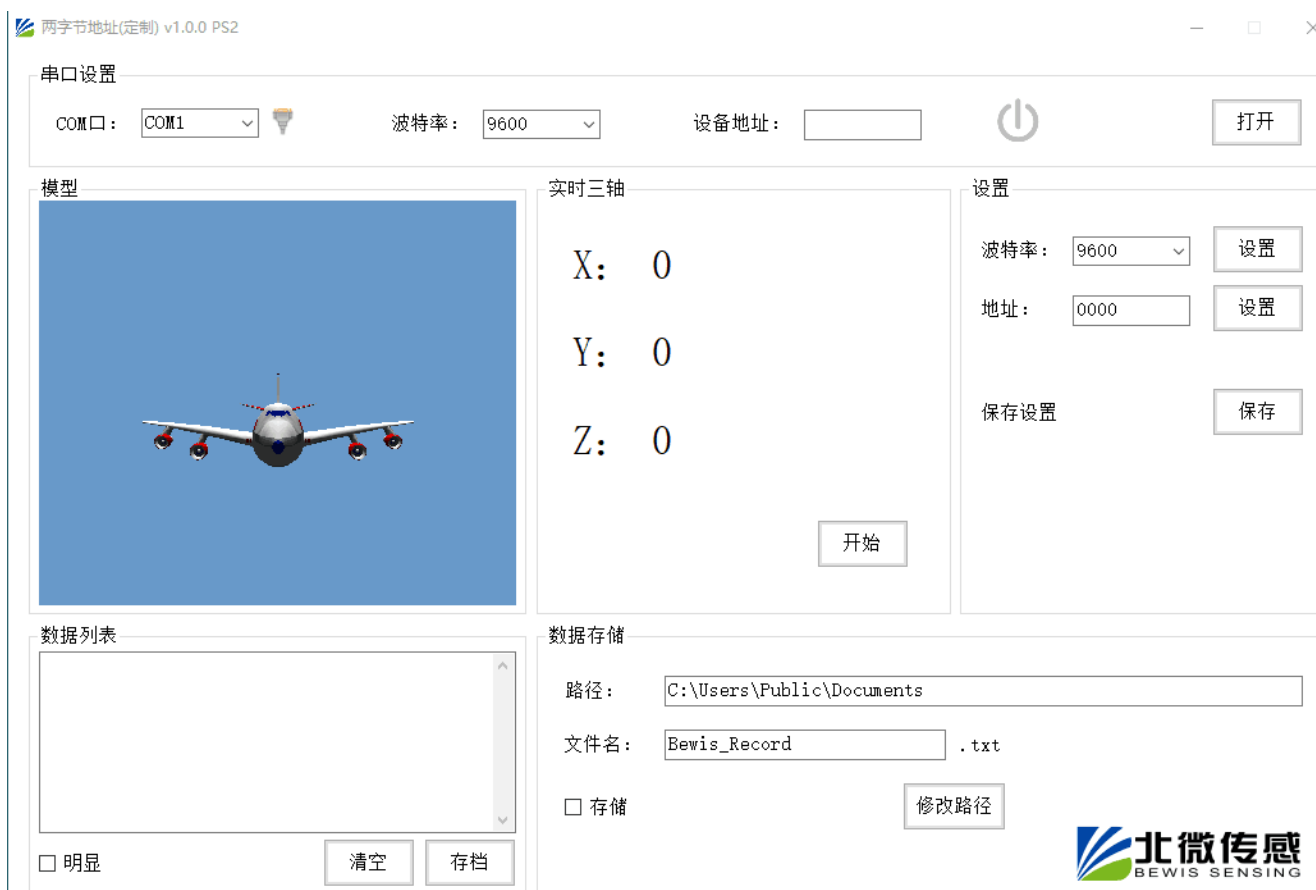 两字节地址(定制) v1.0.0 PS2
串口设置
COM口： COM1 波特率： 9600 设备地址： 打开
模型
实时三轴
X： 0
Y： 0
Z： 0
开始
设置
波特率： 9600 设置
地址： 0000 设置
保存设置 保存
数据列表
明显 清空 存档
数据存储
路径： C:\Users\Public\Documents
文件名： Bewis_Record .txt
存储 修改路径
北微传感
BEWIS SENSING